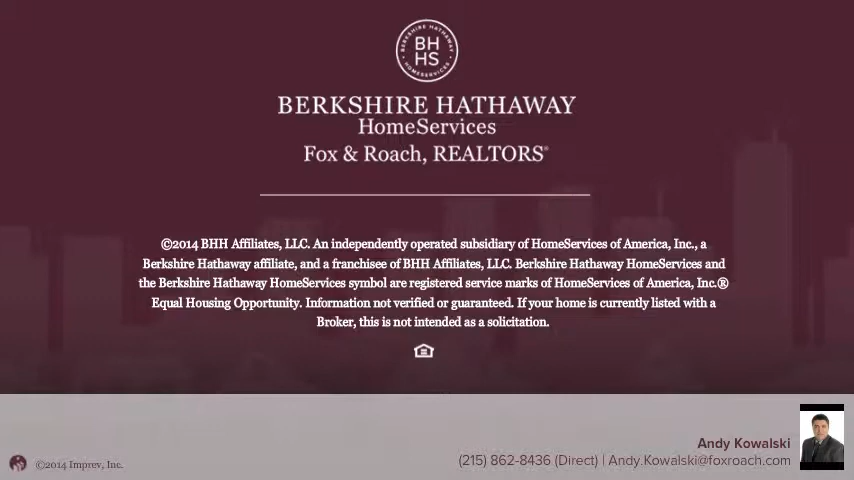 BERKSHIRE HATHAWAY
HOMESERVICES
BH
HS
BERKSHIRE HATHAWAY
HomeServices
Fox & Roach, REALTORS®
©2014 BHH Affiliates, LLC. An independently operated subsidiary of HomeServices of America, Inc., a
Berkshire Hathaway affiliate, and a franchisee of BHH Affiliates, LLC. Berkshire Hathaway HomeServices and
the Berkshire Hathaway HomeServices symbol are registered service marks of HomeServices of America, Inc.®
Equal Housing Opportunity. Information not verified or guaranteed. If your home is currently listed with a
Broker, this is not intended as a solicitation.
Andy Kowalski
(215) 862-8436 (Direct) | Andy.Kowalski@foxroach.com
©2014 Imprev, Inc.